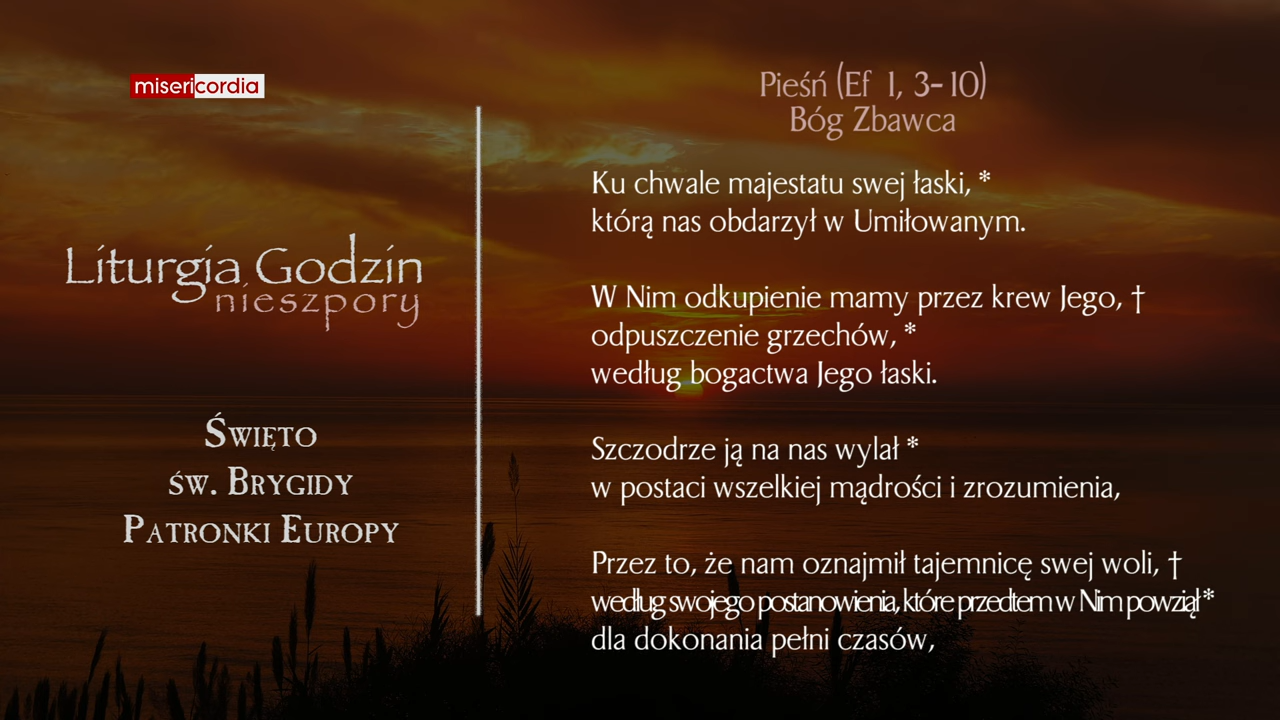 misericordia
Liturgia Godzin
nieszpory
Święto
św. Brygidy
Patronki Europy
Pieśń (Ef 1, 3-10)
Bóg Zbawca
Ku chwale majestatu swej łaski, *
którą nas obdarzył w Umiłowanym.
W Nim odkupienie mamy przez krew Jego, †
odpuszczenie grzechów, *
według bogactwa Jego łaski.
Szczodrze ją na nas wylał *
w postaci wszelkiej mądrości i zrozumienia,
Przez to, że nam oznajmił tajemnicę swej woli, †
według swojego postanowienia, które przedtem w Nim powziął *
dla dokonania pełni czasów,